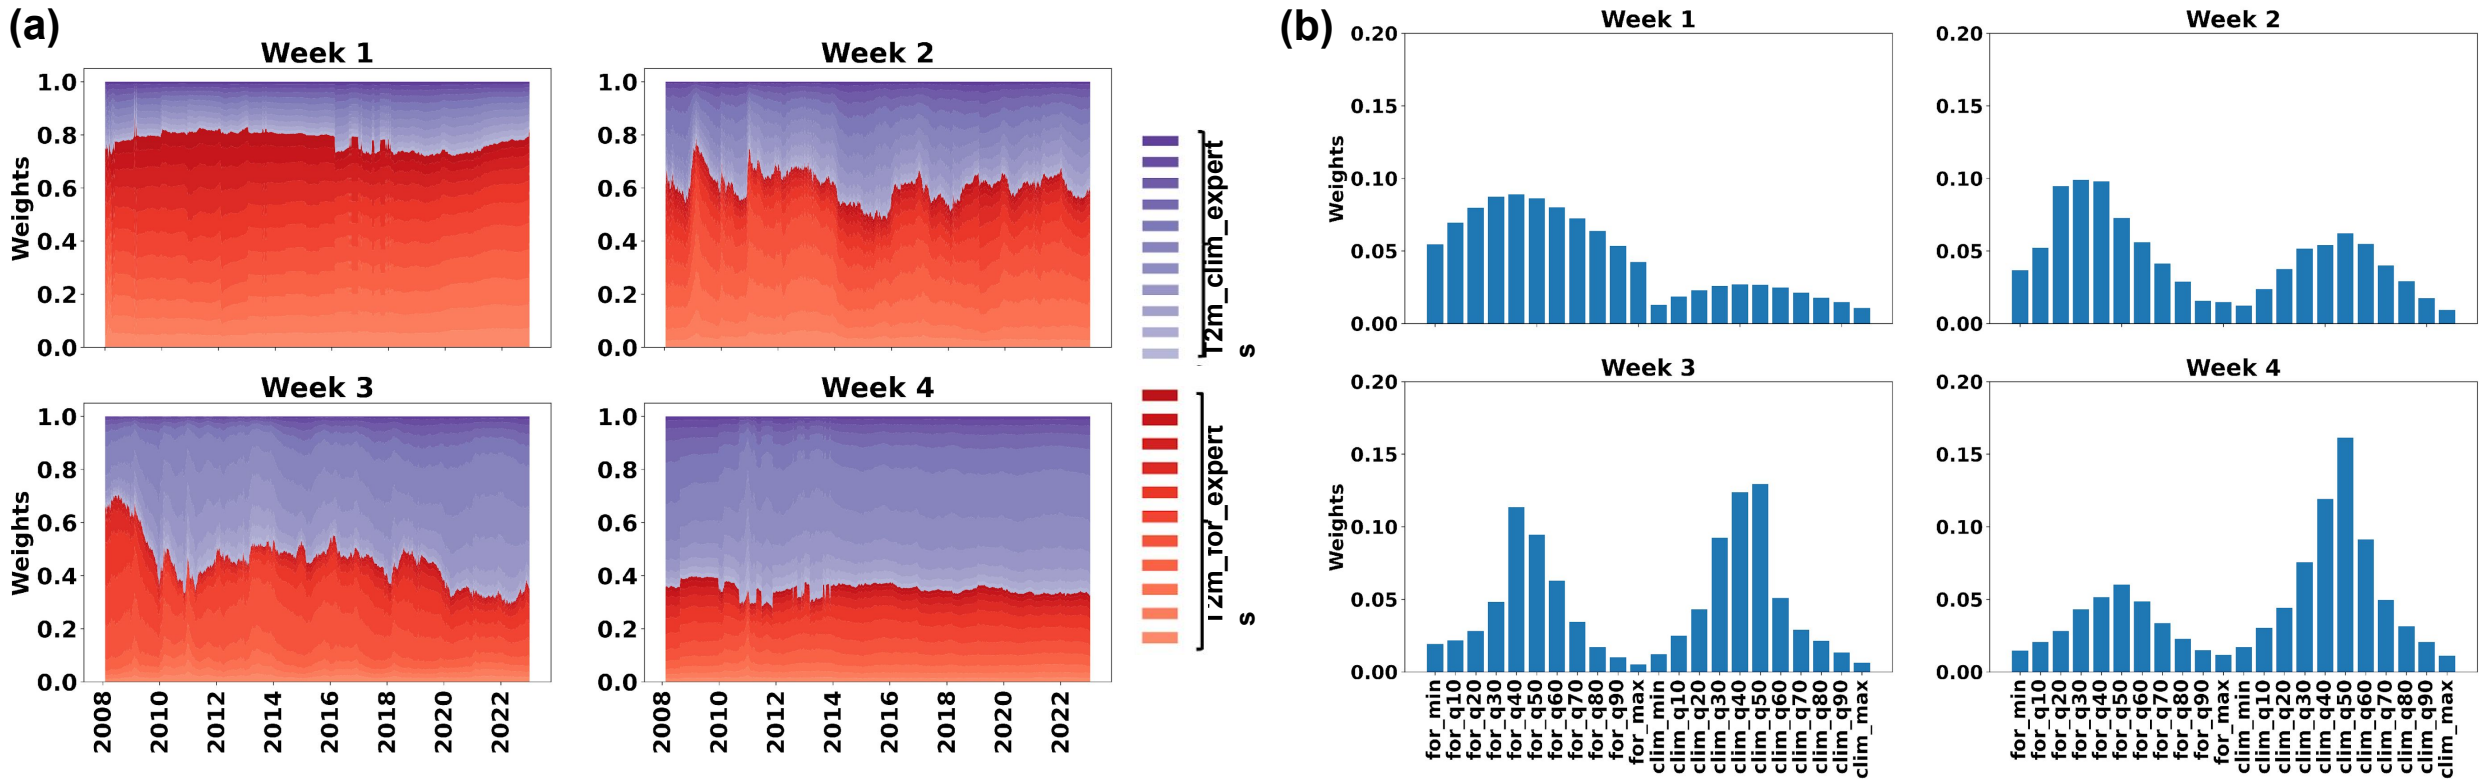 (a)
Week 1
Week 2
1.0
0.8
0.6
0.4
0.2
0.0
Weights
1.0
0.8
0.6
0.4
0.2
0.0
Week 3
Week 4
1.0
0.8
0.6
0.4
0.2
0.0
Weights
2008
2010
2012
2014
2016
2018
2020
2022
1.0
0.8
0.6
0.4
0.2
0.0
2008
2010
2012
2014
2016
2018
2020
2022
T2m_clim_expert
s
T2m_for_expert
s
(b)
Week 1
Week 2
0.20
0.15
0.10
0.05
0.00
Weights
0.20
0.15
0.10
0.05
0.00
Week 3
Week 4
0.20
0.15
0.10
0.05
0.00
Weights
for_min
for_q10
for_q20
for_q30
for_q40
for_q50
for_q60
for_q70
for_q80
for_q90
for_max
clim_min
clim_q10
clim_q20
clim_q30
clim_q40
clim_q50
clim_q60
clim_q70
clim_q80
clim_q90
clim_max
0.20
0.15
0.10
0.05
0.00
for_min
for_q10
for_q20
for_q30
for_q40
for_q50
for_q60
for_q70
for_q80
for_q90
for_max
clim_min
clim_q10
clim_q20
clim_q30
clim_q40
clim_q50
clim_q60
clim_q70
clim_q80
clim_q90
clim_max